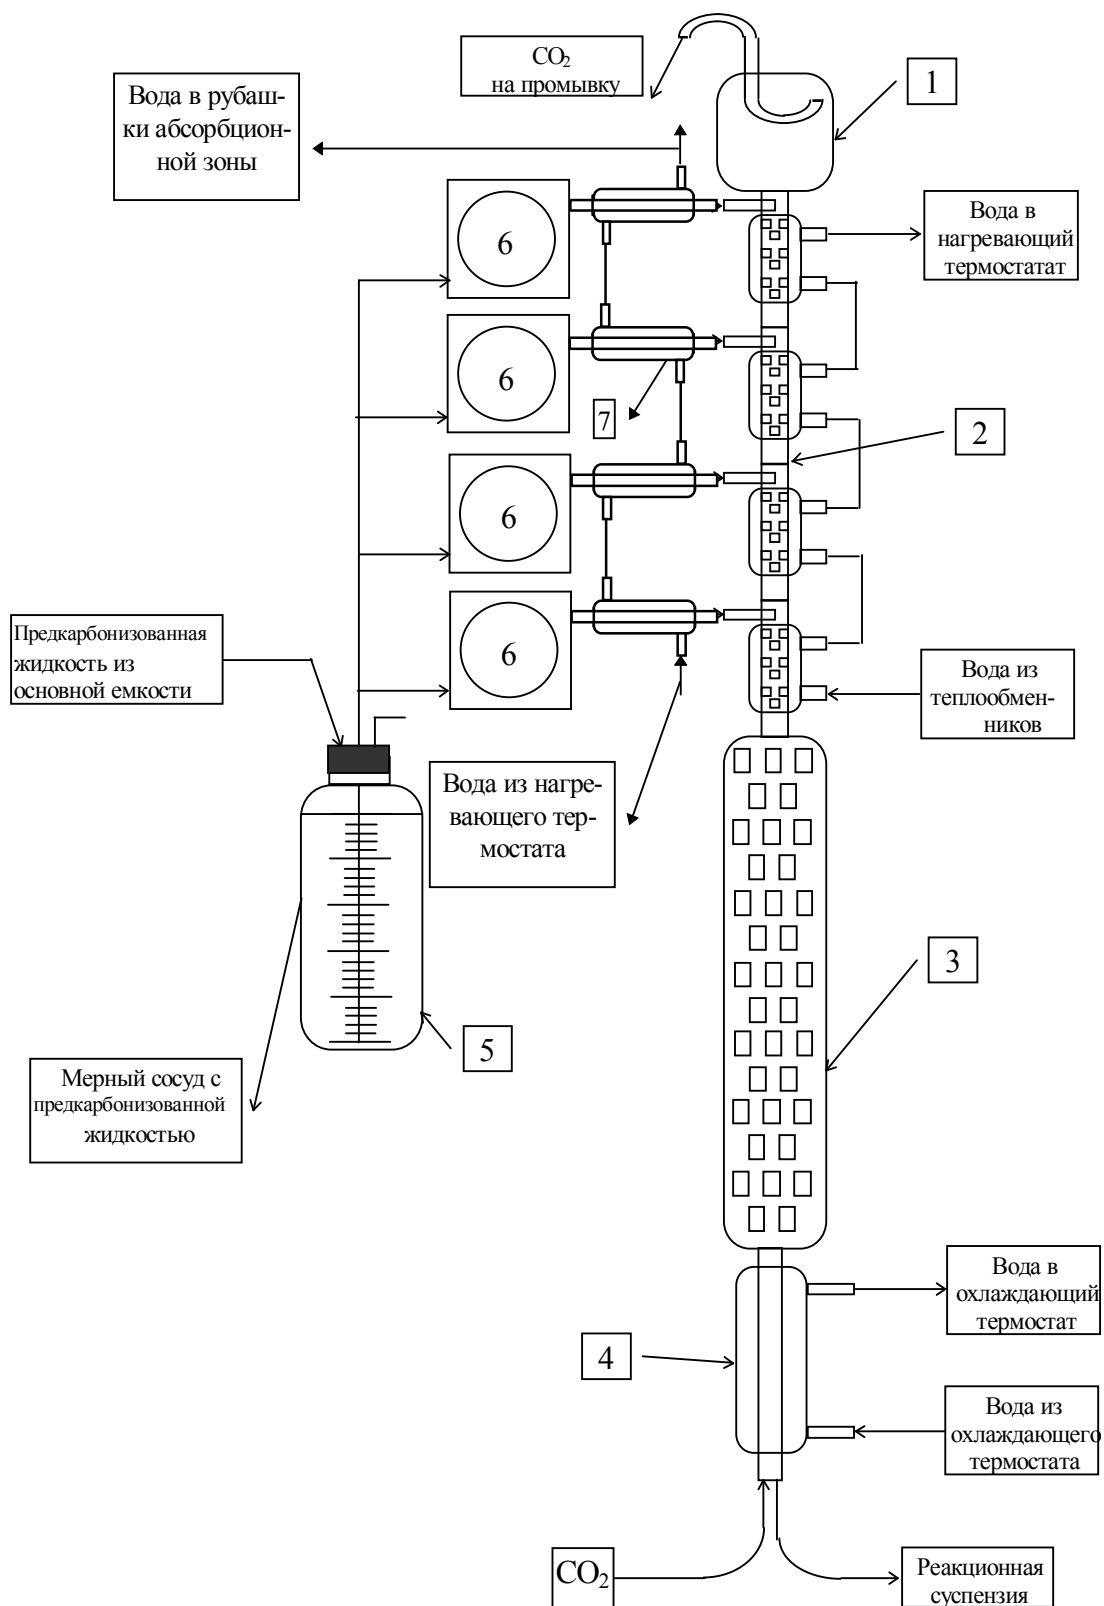 CO₂
на промывку
1
Вода в рубаш-
ки абсорбцион-
ной зоны
6
Вода в
нагревающий
термостатат
6
7
2
6
6
Предкарбонизованная
жидкость из
основной емкости
Вода из
теплообмен-
ников
Вода из нагре-
вающего тер-
мостата
3
5
Мерный сосуд с
предкарбонизованной
жидкостью
Вода в
охлаждающий
термостат
4
Вода из
охлаждающего
термостата
CO₂
Реакционная
суспензия